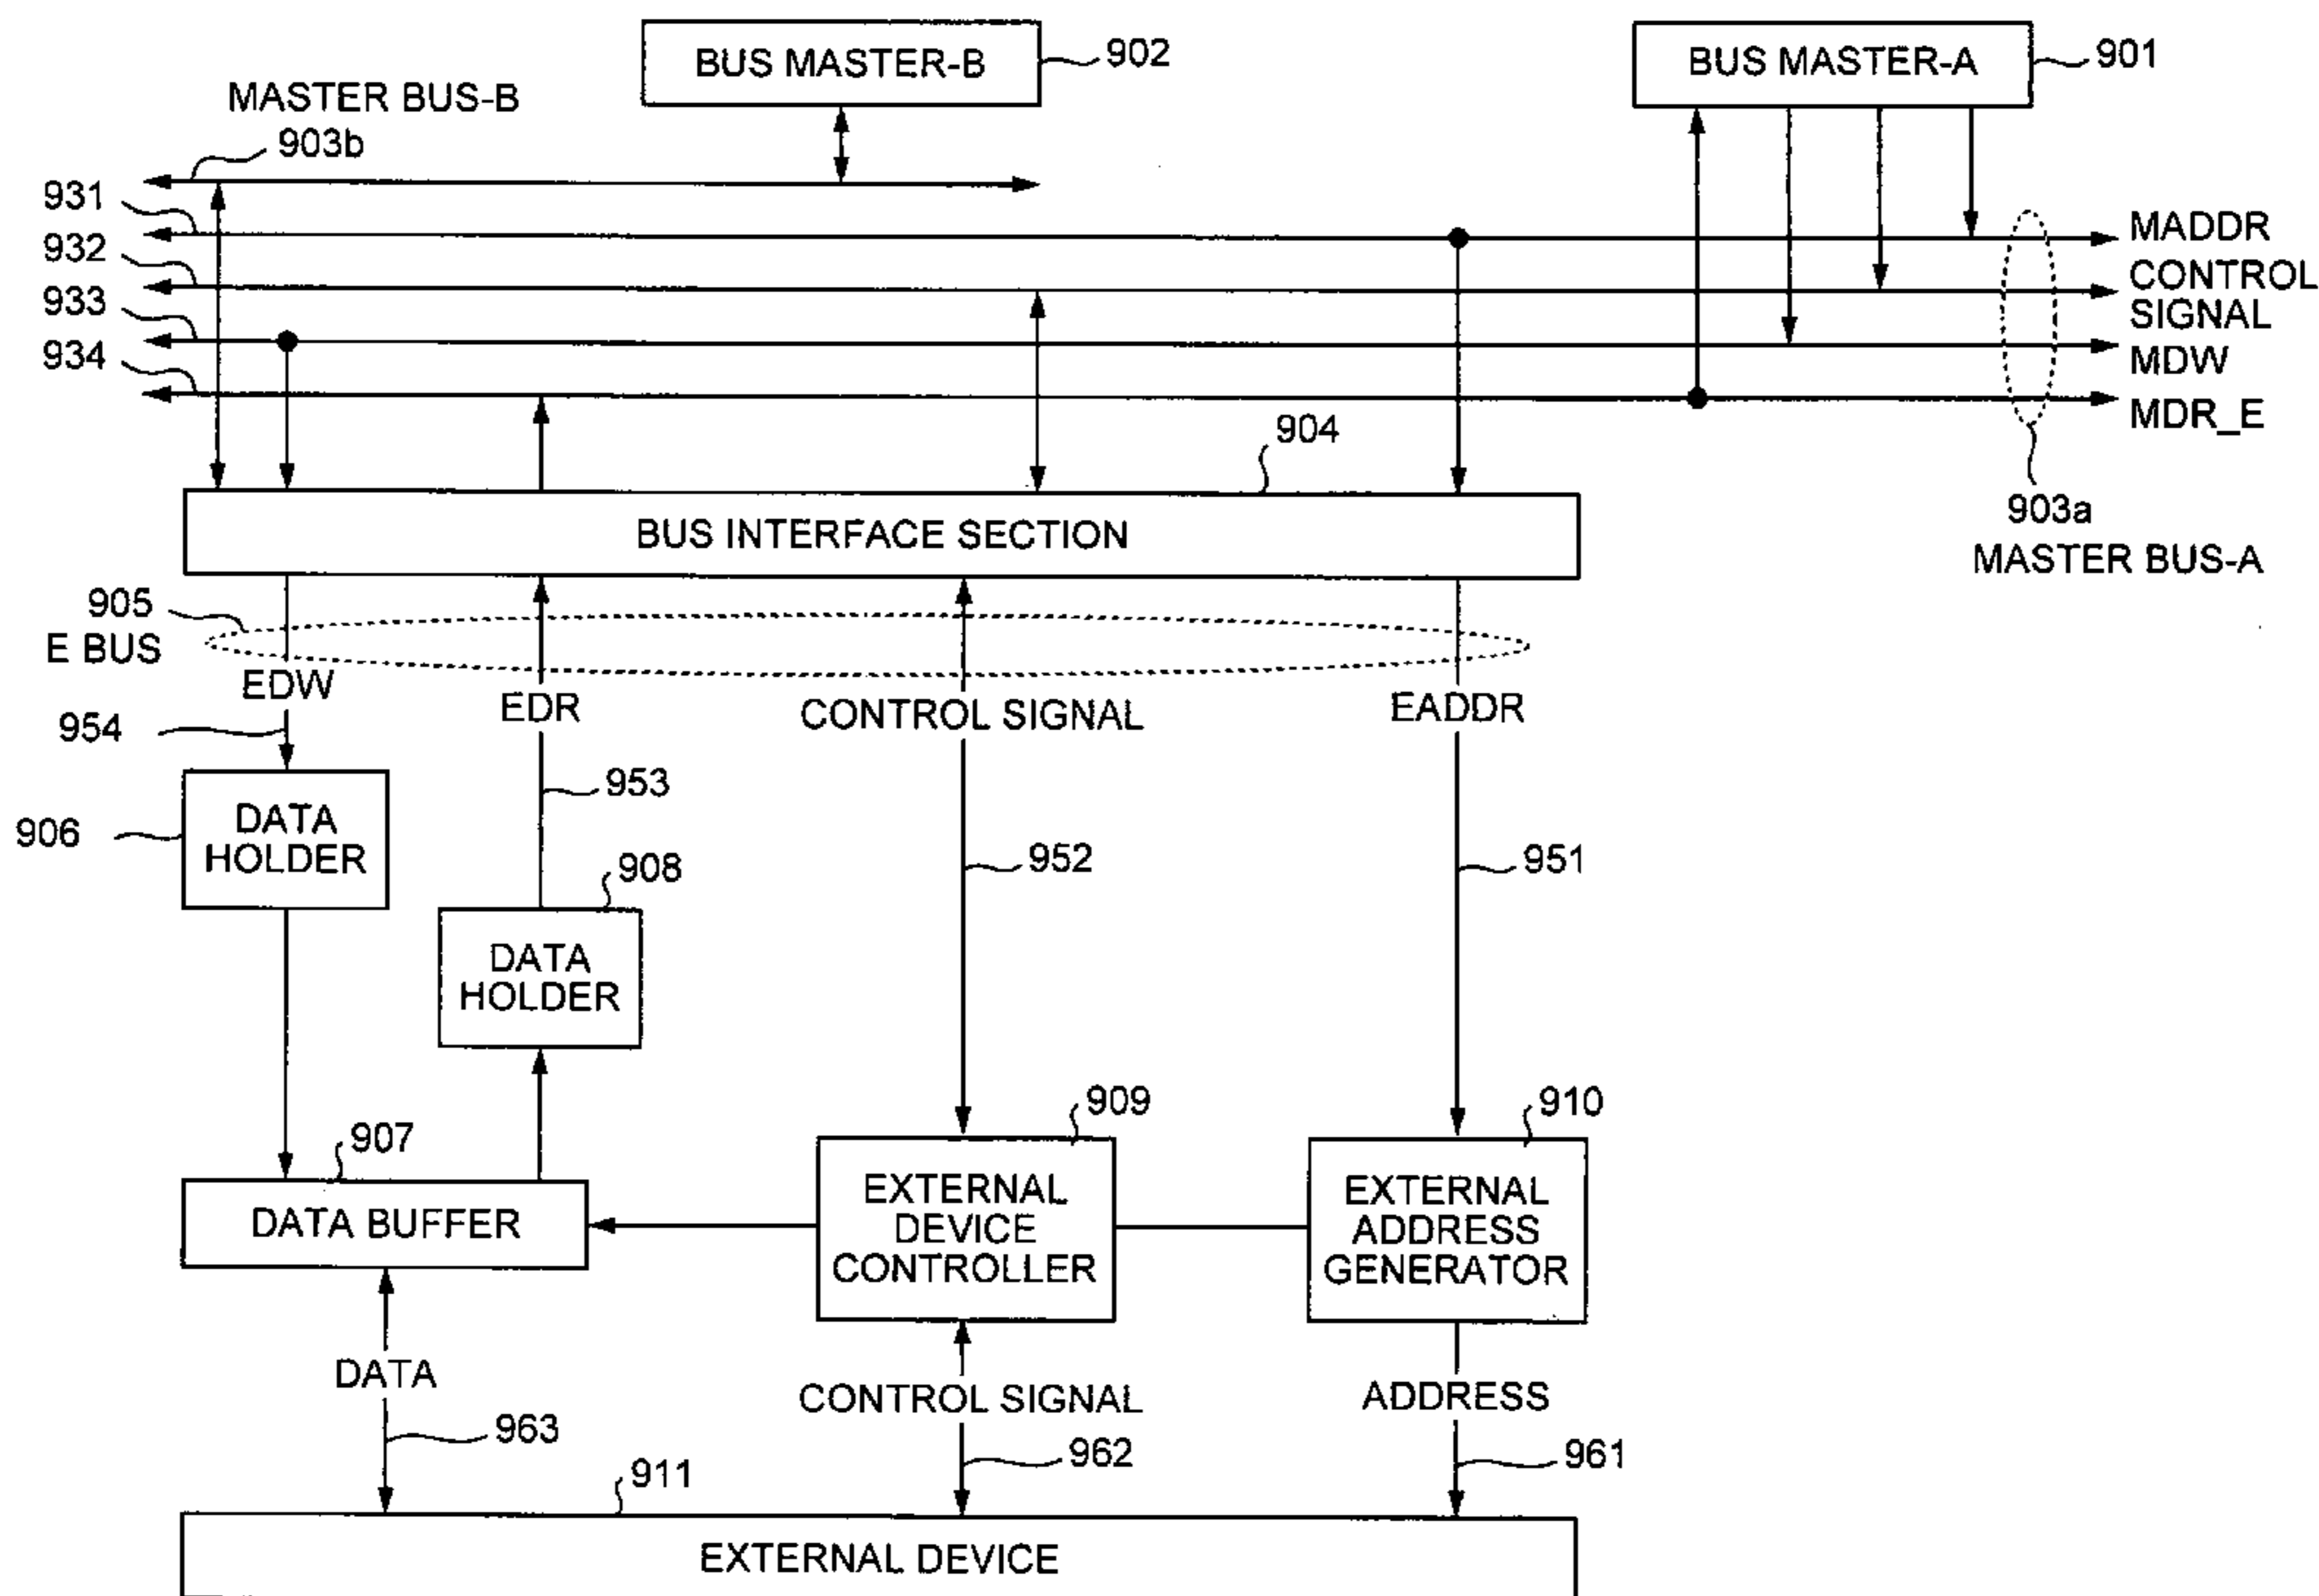 BUS MASTER-B
902
BUS MASTER-A
901
MASTER BUS-B
903b
931
932
933
934
MADDR
CONTROL
SIGNAL
MDW
MDR_E
904
903a
MASTER BUS-A
BUS INTERFACE SECTION
905
E BUS
EDW
EDR
CONTROL SIGNAL
EADDR
954
953
906
DATA
HOLDER
908
952
951
DATA
HOLDER
907
909
910
DATA BUFFER
EXTERNAL
DEVICE
CONTROLLER
EXTERNAL
ADDRESS
GENERATOR
DATA
CONTROL SIGNAL
ADDRESS
963
962
961
911
EXTERNAL DEVICE